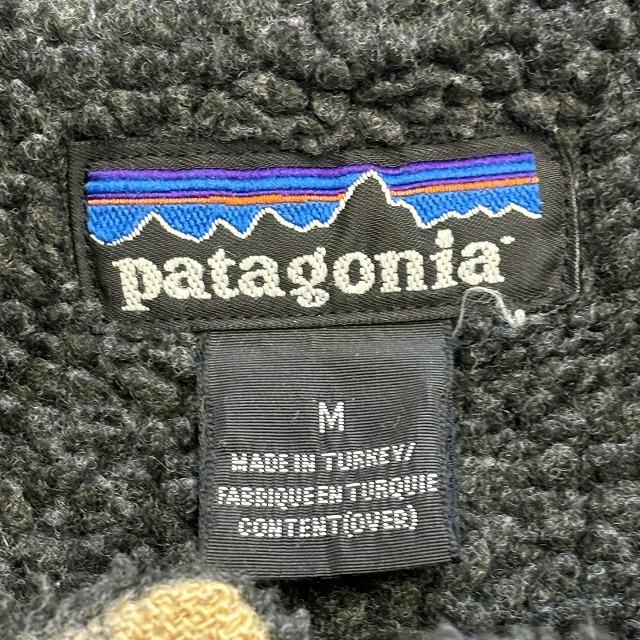 patagonia
M
MADE IN TURKEY/
FABRIQUE EN TURQUIE
CONTENT (OVER)